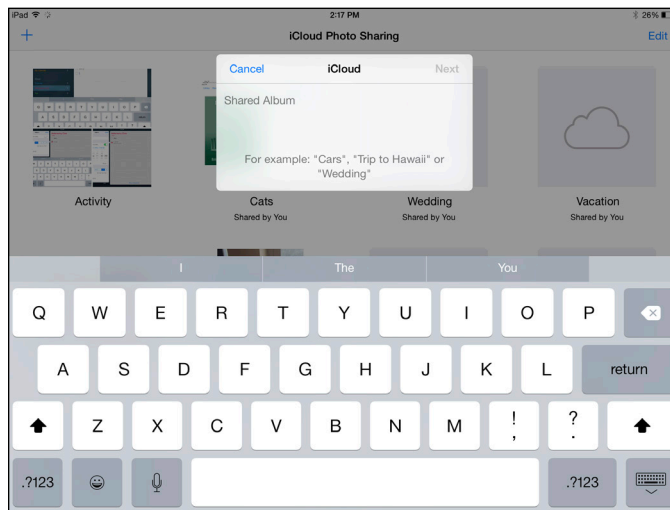 iPad 2:17 PM 26%
iCloud Photo Sharing Edit
Cancel iCloud Next
Shared Album
For example: "Cars", "Trip to Hawaii" or
"Wedding"
Activity Cats Wedding Vacation
Shared by You Shared by You Shared by You
I The You
Q W E R T Y U I O P
A S D F G H J K L return
Z X C V B N M ! , ? .
.?123 .?123